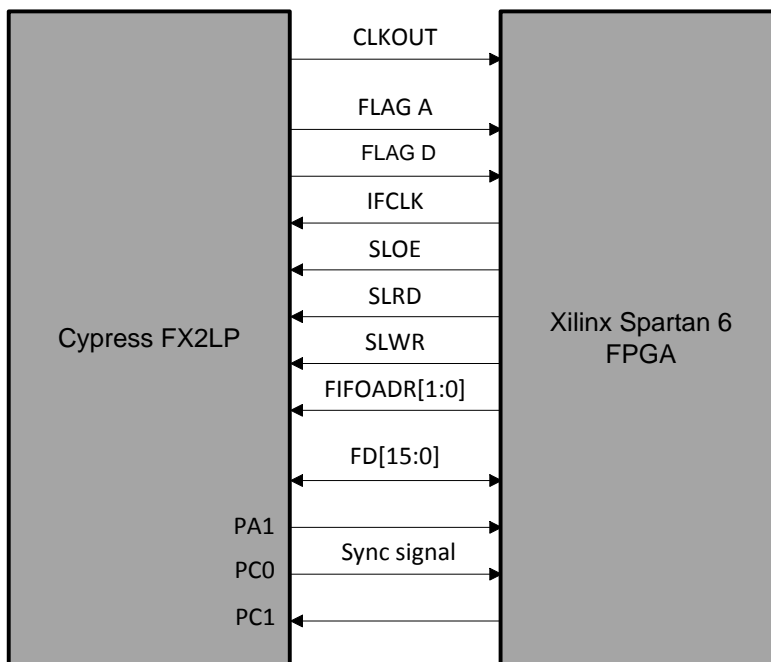 CLKOUT
FLAG A
FLAG D
IFCLK
SLOE
SLRD
SLWR
FIFOADR[1:0]
FD[15:0]
Cypress FX2LP
Xilinx Spartan 6
FPGA
PA1
Sync signal
PC0
PC1